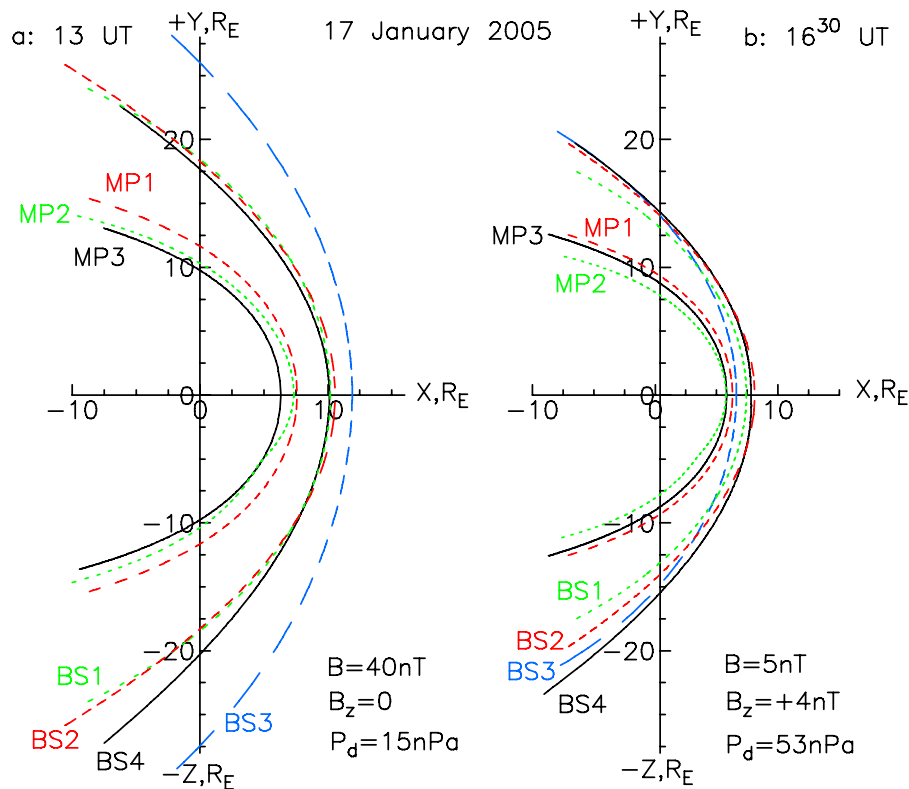 a: 13 UT
+Y,R_E
17 January 2005
+Y,R_E
b: 16^30 UT
20
MP1
MP2
MP3
10
-10
0
0
10
X,R_E
-10
BS1
BS2
BS4
-20
BS3
B=40nT
B_z=0
P_d=15nPa
-Z,R_E
20
MP1
MP3
MP2
10
-10
0
0
10
X,R_E
-10
BS1
BS2
BS3
BS4
-20
B=5nT
B_z=+4nT
P_d=53nPa
-Z,R_E